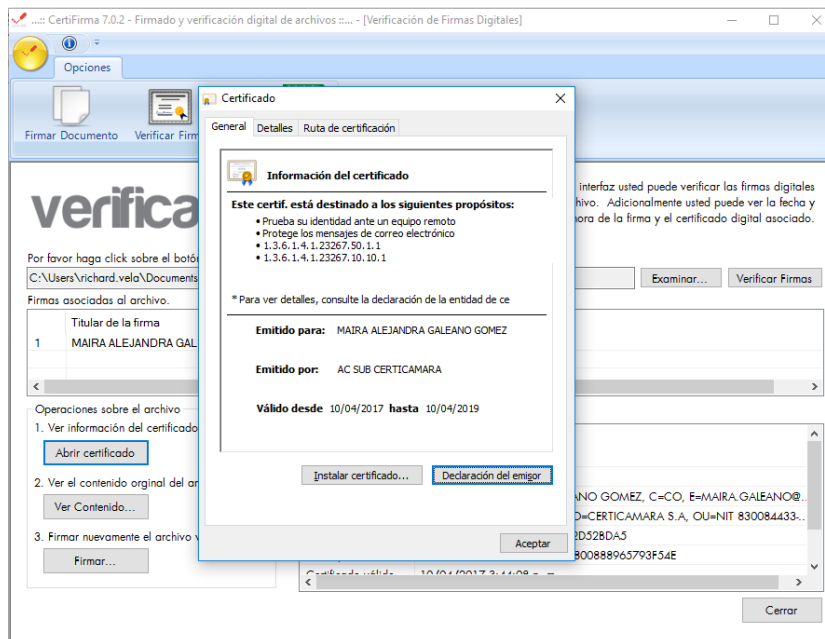 ...:: CertiFirma 7.0.2 - Firmado y verificación digital de archivos ::... - [Verificación de Firmas Digitales]
Opciones
Firmar Documento
Verificar Firm
Certificado
General
Detalles
Ruta de certificación
Información del certificado
Este certif. está destinado a los siguientes propósitos:
• Prueba su identidad ante un equipo remoto
• Protege los mensajes de correo electrónico
• 1.3.6.1.4.1.23267.50.1.1
• 1.3.6.1.4.1.23267.10.10.1
* Para ver detalles, consulte la declaración de la entidad de ce
Emitido para: MAIRA ALEJANDRA GALEANO GOMEZ
Emitido por: AC SUB CERTICAMARA
Válido desde 10/04/2017 hasta 10/04/2019
Instalar certificado...
Declaración del emisor
Aceptar
verifica
interfaz usted puede verificar las firmas digitales
hivo. Adicionalmente usted puede ver la fecha y
hora de la firma y el certificado digital asociado.
Por favor haga click sobre el botó
C:\Users\richard.vela\Documents
Examinar...
Verificar Firmas
Firmas asociadas al archivo.
Titular de la firma
1 MAIRA ALEJANDRA GAL
Operaciones sobre el archivo
1. Ver información del certificado
Abrir certificado
2. Ver el contenido orginal del ar
Ver Contenido...
3. Firmar nuevamente el archivo v
Firmar...
ANO GOMEZ, C=CO, E=MAIRA.GALEANO@...
O=CERTICAMARA S.A, OU=NIT 830084433-...
2D52BDA5
800888965793F54E
Certificado válido 10/04/2017 3:44:08 p. m.
Cerrar